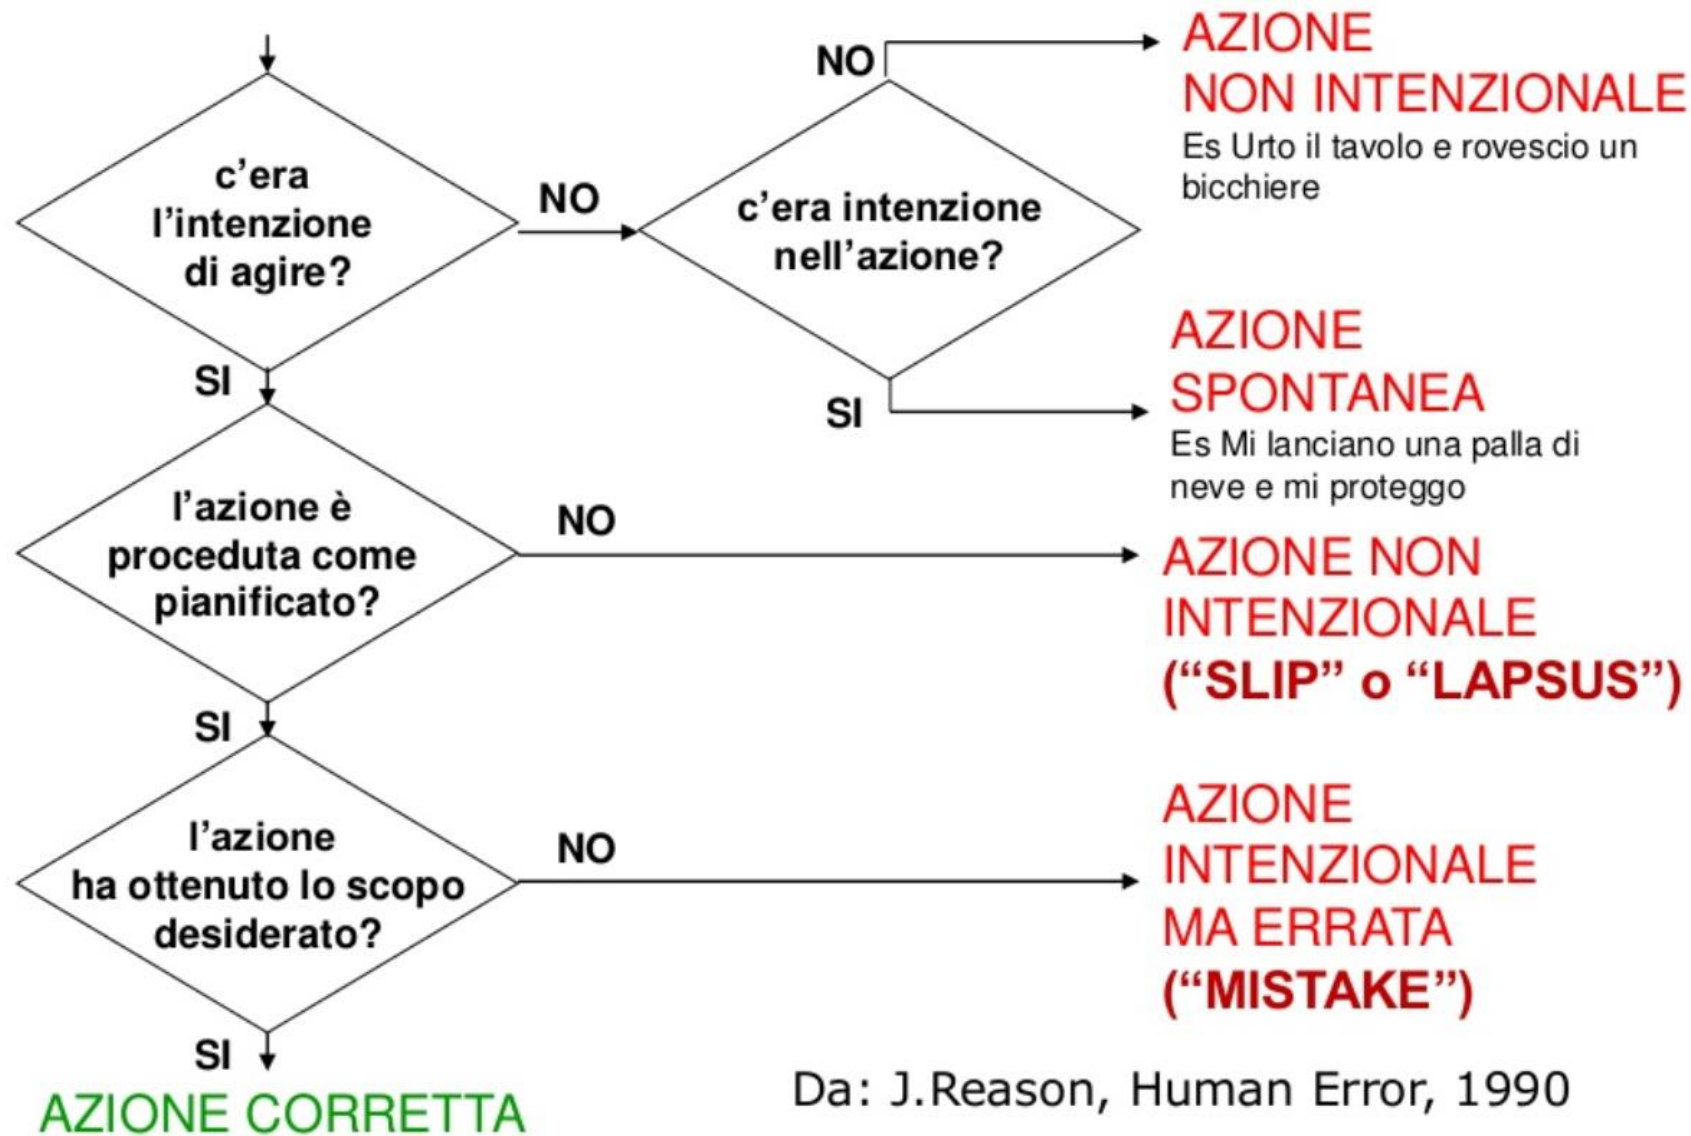 c’era
l’intenzione
di agire?
NO
c’era intenzione
nell’azione?
NO
AZIONE
NON INTENZIONALE
Es Urto il tavolo e rovescio un
bicchiere
SI
AZIONE
SPONTANEA
Es Mi lanciano una palla di
neve e mi proteggo
SI
l’azione è
proceduta come
pianificato?
NO
AZIONE NON
INTENZIONALE
(“SLIP” o “LAPSUS”)
SI
l’azione
ha ottenuto lo scopo
desiderato?
NO
AZIONE
INTENZIONALE
MA ERRATA
(“MISTAKE”)
SI
AZIONE CORRETTA
Da: J.Reason, Human Error, 1990